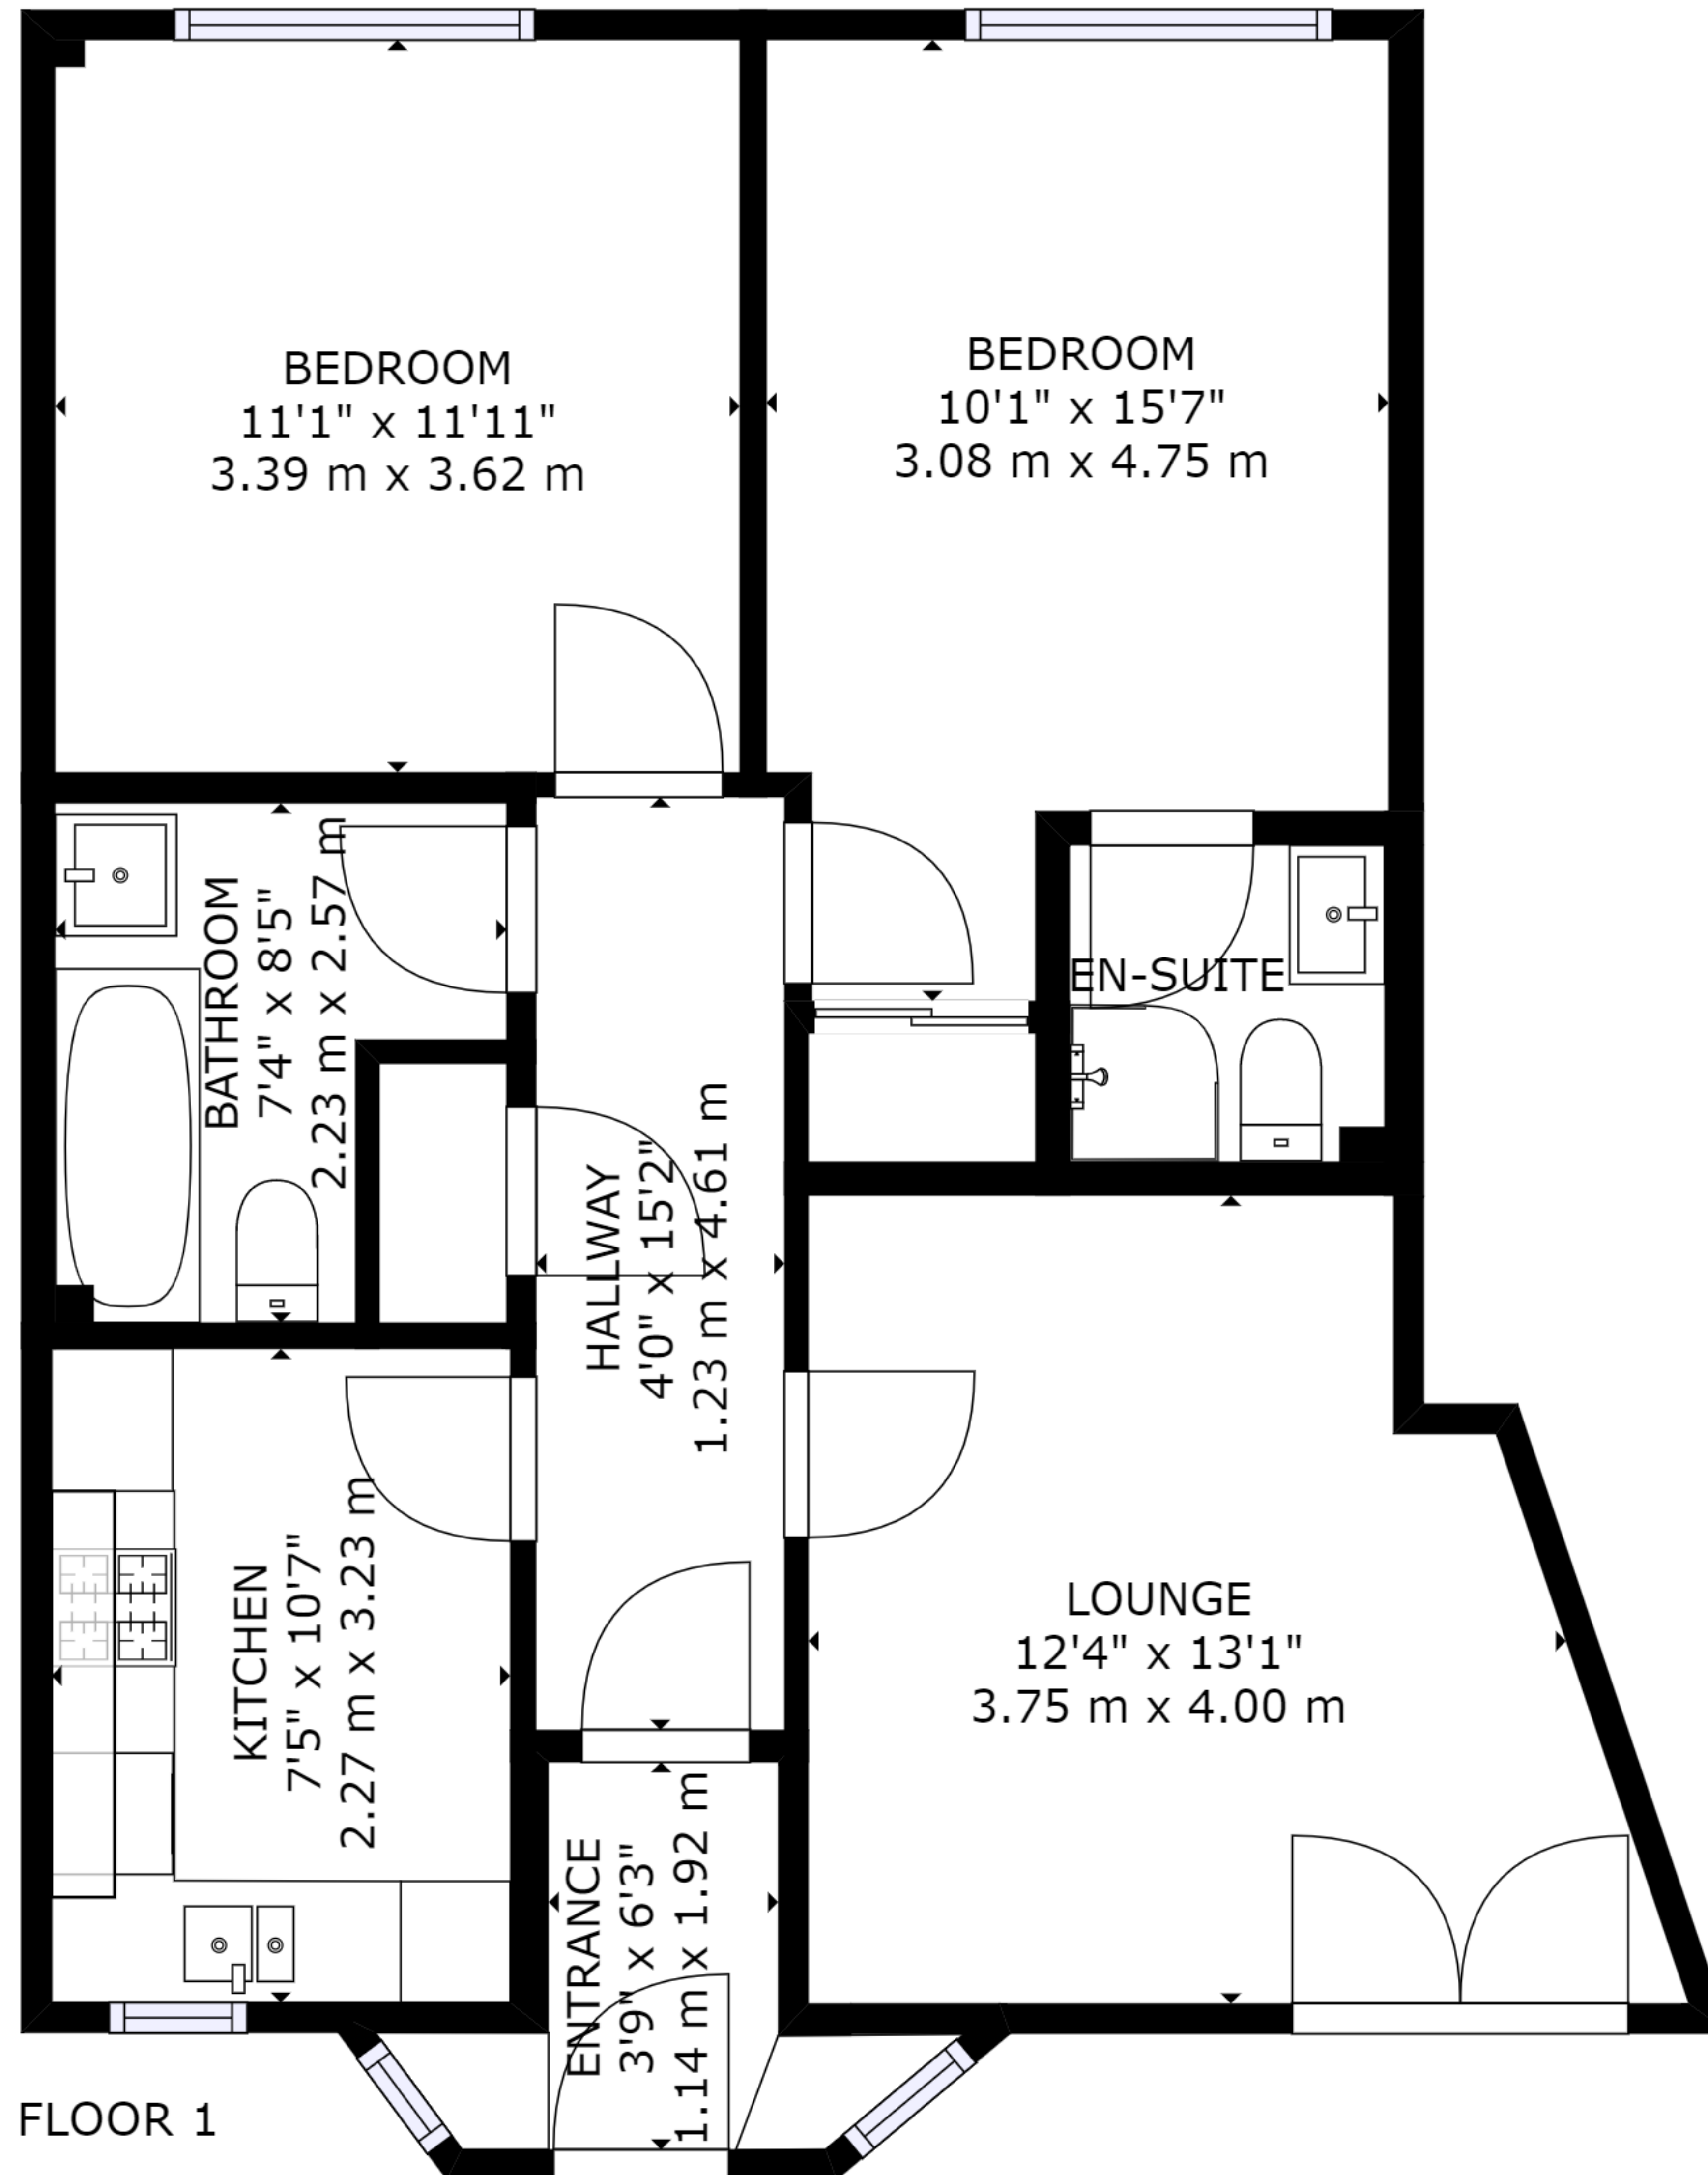 BEDROOM
11'1" x 11'11"
3.39 m x 3.62 m
BEDROOM
10'1" x 15'7"
3.08 m x 4.75 m
BATHROOM
7'4" x 8'5"
2.23 m x 2.57 m
EN-SUITE
HALLWAY
4'0" x 15'2"
1.23 m x 4.61 m
KITCHEN
7'5" x 10'7"
2.27 m x 3.23 m
LOUNGE
12'4" x 13'1"
3.75 m x 4.00 m
ENTRANCE
3'9" x 6'3"
1.14 m x 1.92 m
FLOOR 1